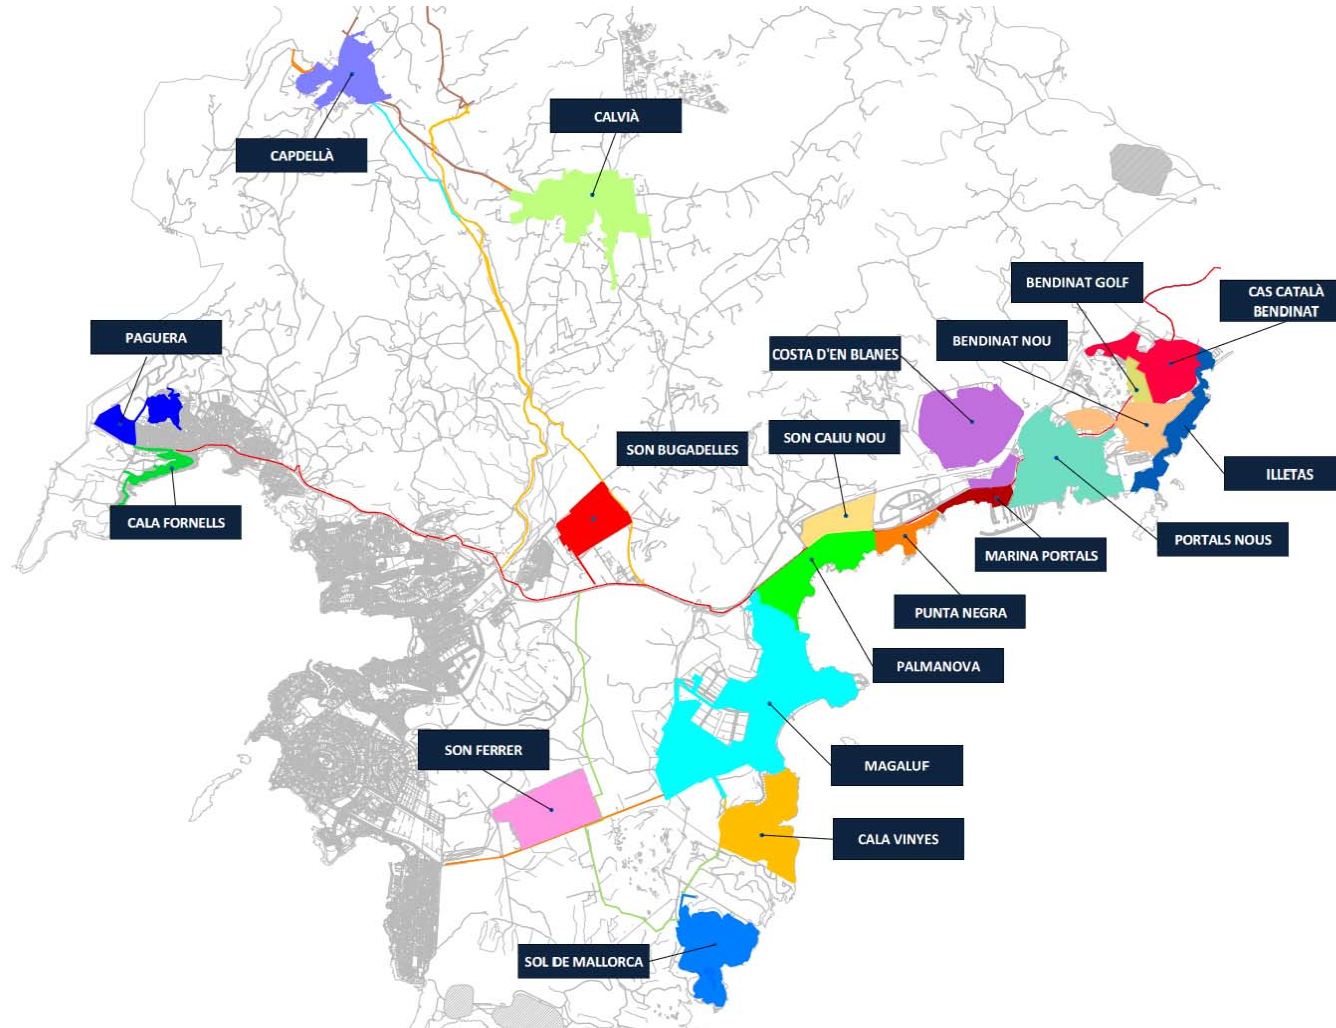 CALVIÀ
CAPDELLÀ
BENDINAT GOLF
CAS CATALÀ
BENDINAT
PAGUERA
BENDINAT NOU
COSTA D'EN BLANES
SON CALIU NOU
SON BUGADELLES
ILLETAS
CALA FORNELLS
PORTALS NOUS
MARINA PORTALS
PUNTA NEGRA
PALMANOVA
SON FERRER
MAGALUF
CALA VINYES
SOL DE MALLORCA